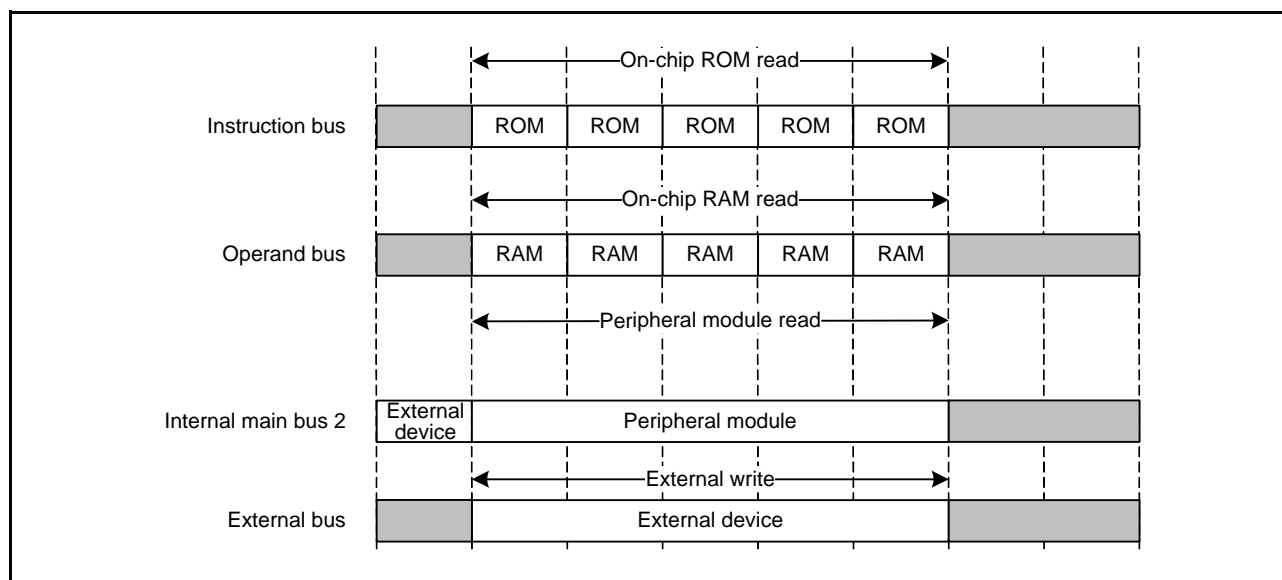 On-chip ROM read
Instruction bus ROM ROM ROM ROM ROM
On-chip RAM read
Operand bus RAM RAM RAM RAM RAM
Peripheral module read
Internal main bus 2 External device Peripheral module
External write
External bus External device